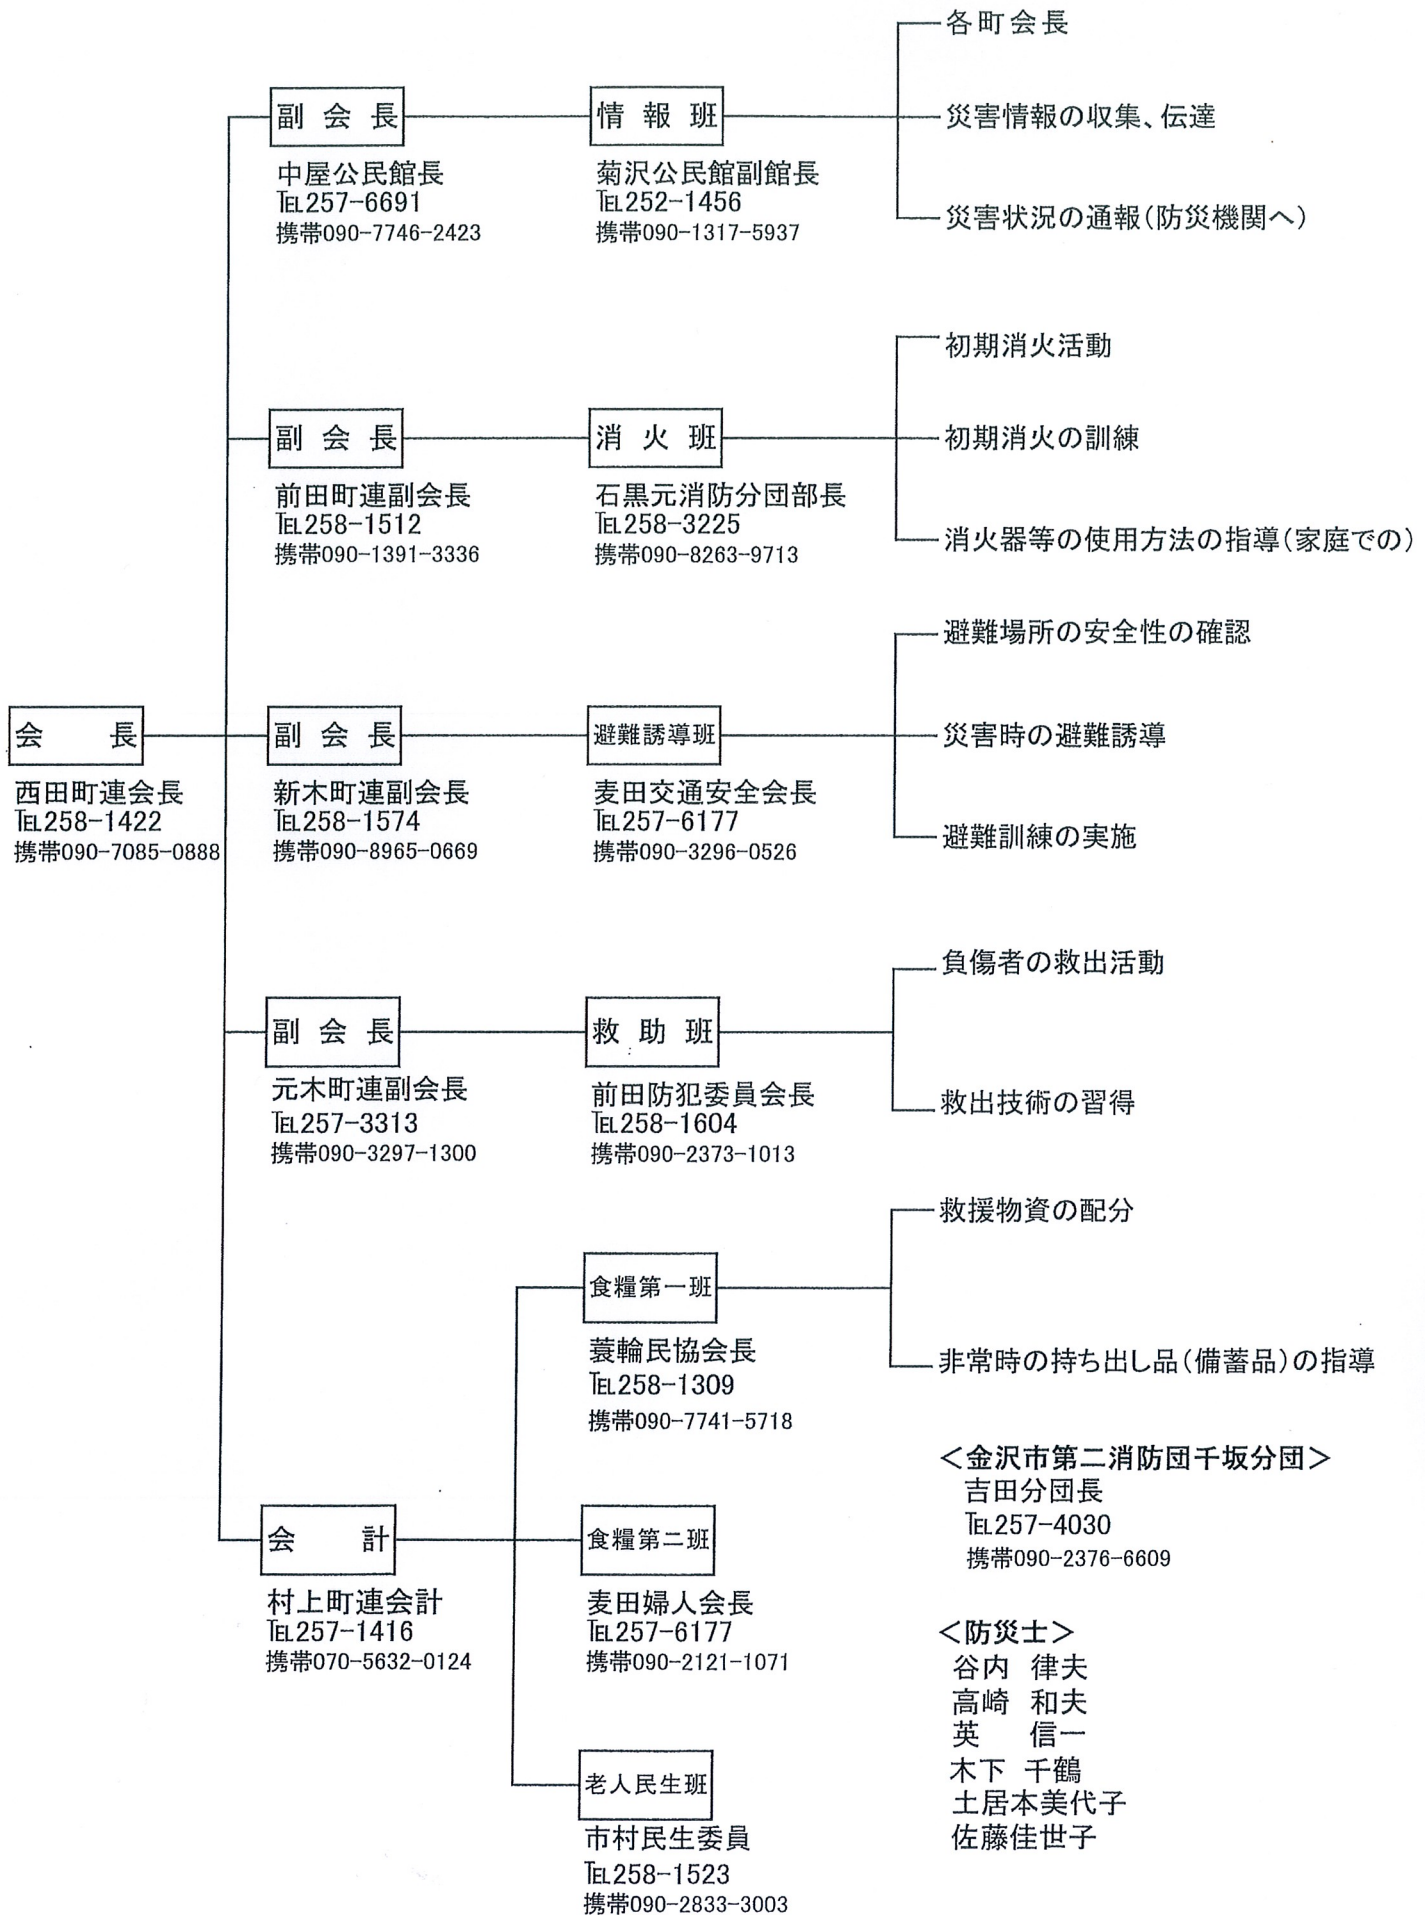 各町会長
副会長
情報班
災害情報の収集、伝達
中屋公民館長
℡257-6691
携帯090-7746-2423
菊沢公民館副館長
℡252-1456
携帯090-1317-5937
災害状況の通報(防災機関へ)
初期消火活動
副会長
消火班
初期消火の訓練
前田町連副会長
℡258-1512
携帯090-1391-3336
石黒元消防分団部長
℡258-3225
携帯090-8263-9713
消火器等の使用方法の指導(家庭での)
避難場所の安全性の確認
会長
副会長
避難誘導班
災害時の避難誘導
西田町連会長
℡258-1422
携帯090-7085-0888
新木町連副会長
℡258-1574
携帯090-8965-0669
麦田交通安全会長
℡257-6177
携帯090-3296-0526
避難訓練の実施
負傷者の救出活動
副会長
救助班
元木町連副会長
℡257-3313
携帯090-3297-1300
前田防犯委員会長
℡258-1604
携帯090-2373-1013
救出技術の習得
救援物資の配分
食糧第一班
蓑輪民協会長
℡258-1309
携帯090-7741-5718
非常時の持ち出し品(備蓄品)の指導
会計
食糧第二班
村上町連会計
℡257-1416
携帯070-5632-0124
麦田婦人会長
℡257-6177
携帯090-2121-1071
老人民生班
市村民生委員
℡258-1523
携帯090-2833-3003
<金沢市第二消防団千坂分団>
吉田分団長
℡257-4030
携帯090-2376-6609
<防災士>
谷内 律夫
高崎 和夫
英 信一
木下 千鶴
土居本美代子
佐藤佳世子